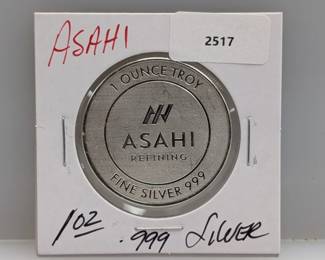 ASAHI
2517
1 OUNCE TROY
ASAHI
REFINING
FINE SILVER 999
1oz .999 SILVER